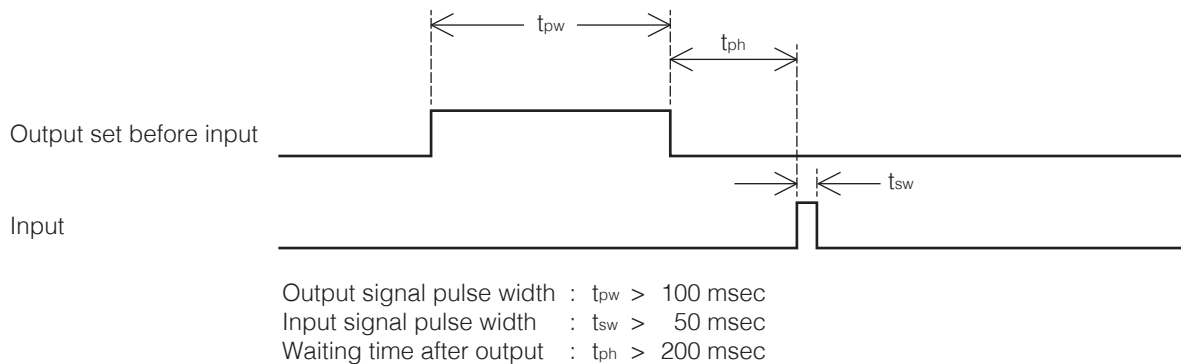 tpw
tph
Output set before input
tsw
Input
Output signal pulse width : tpw > 100 msec
Input signal pulse width : tsw > 50 msec
Waiting time after output : tph > 200 msec